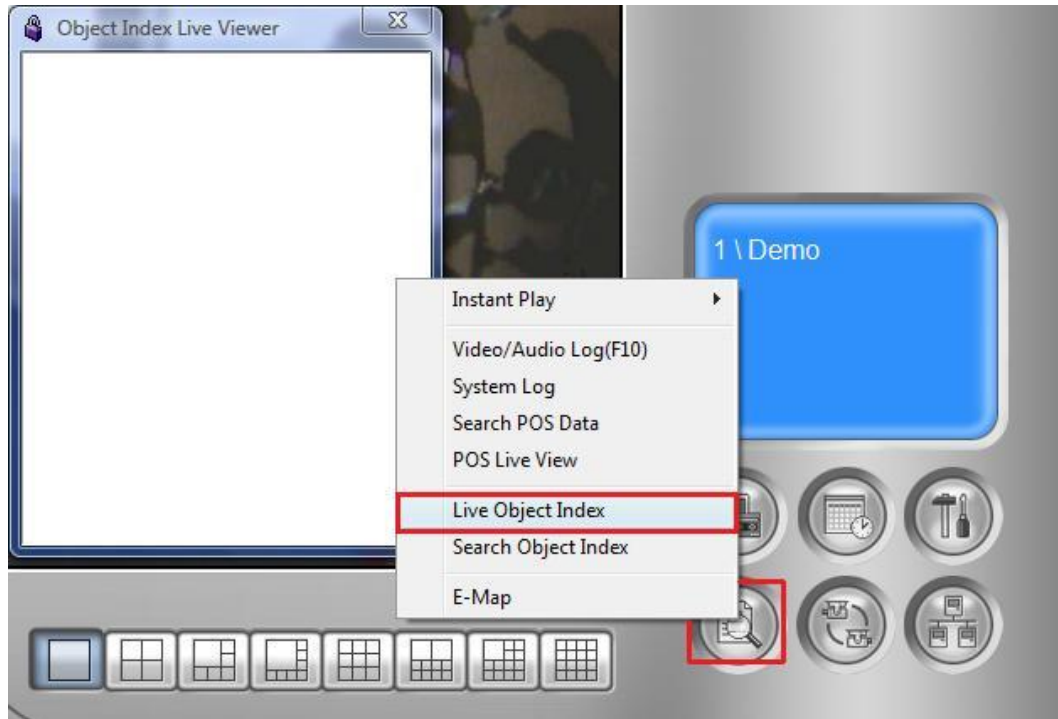 Object Index Live Viewer
1 \ Demo
Instant Play
Video/Audio Log(F10)
System Log
Search POS Data
POS Live View
Live Object Index
Search Object Index
E-Map